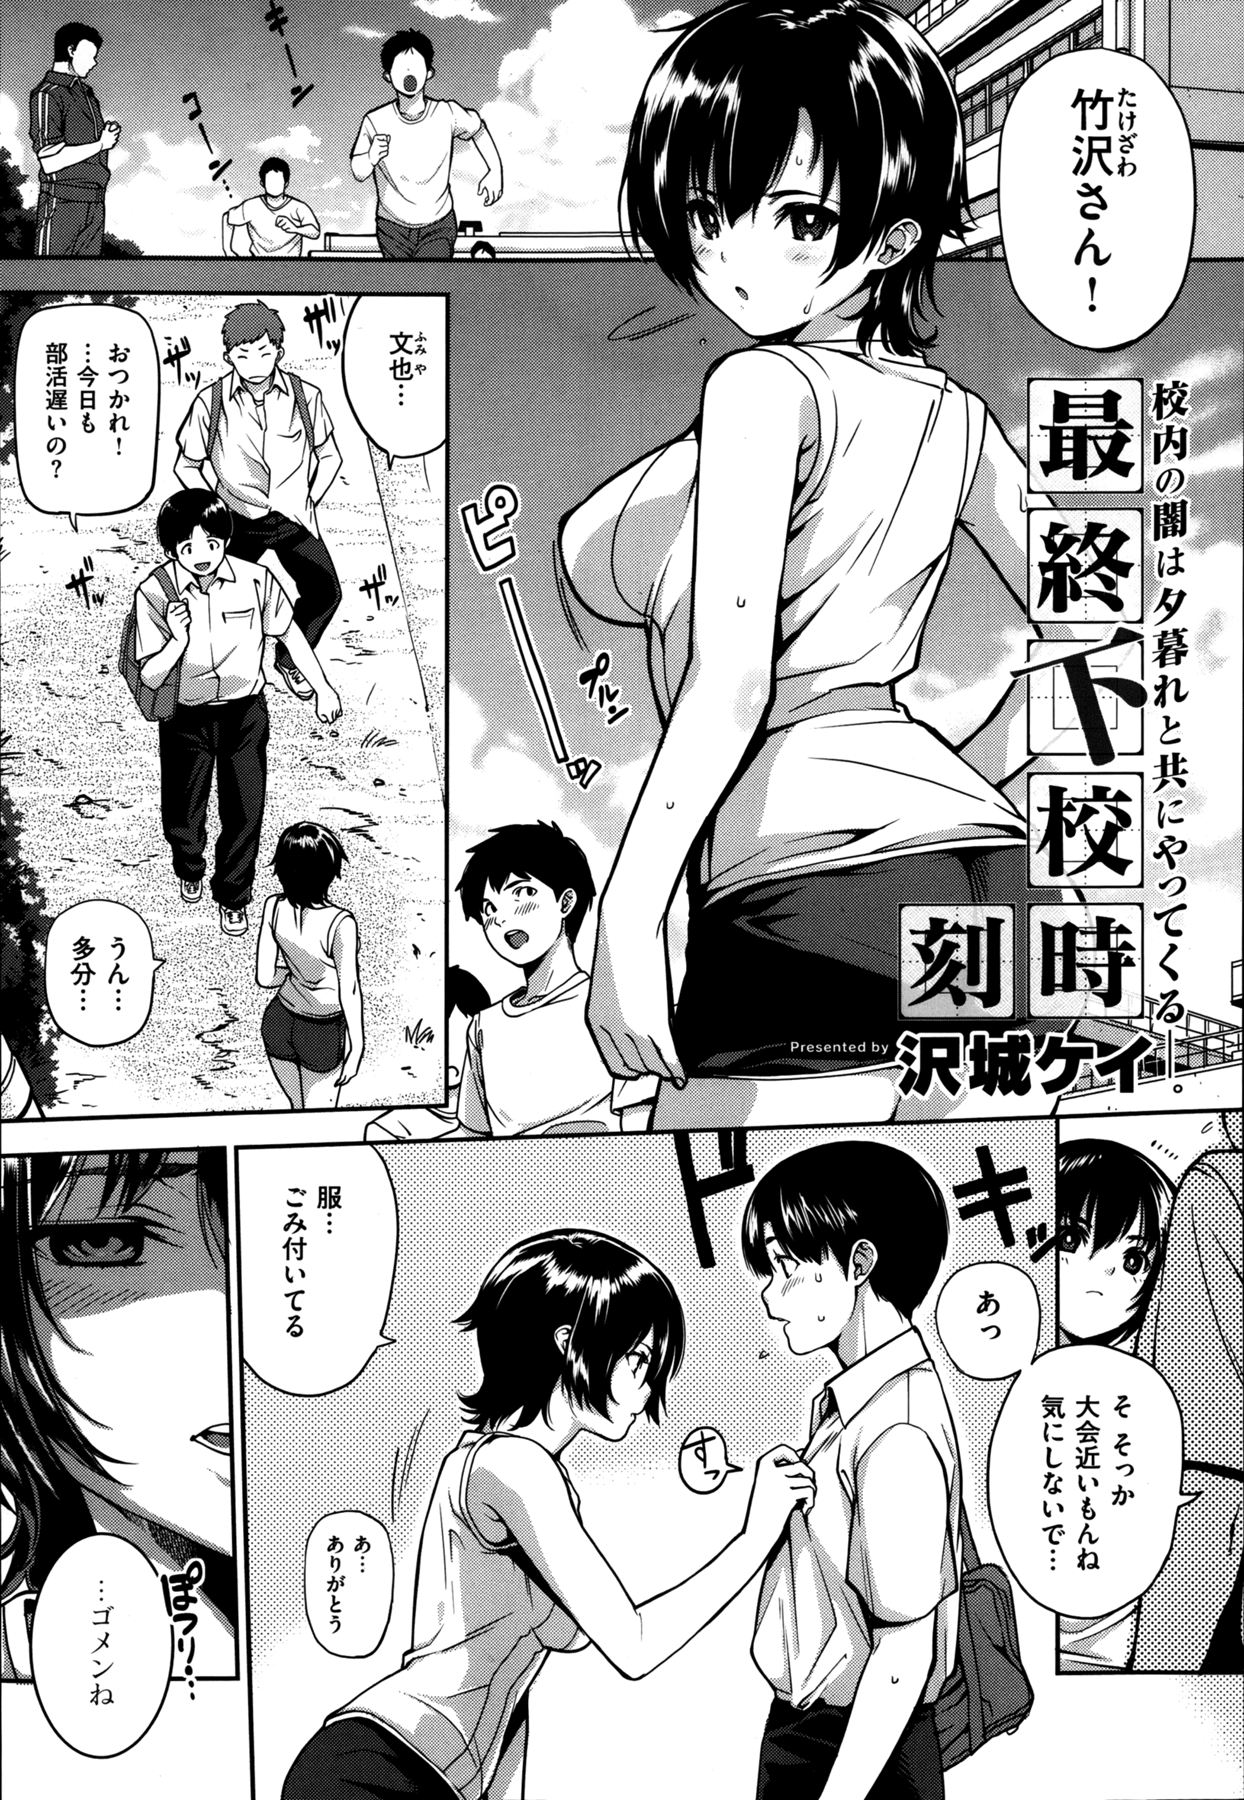 キーン
コーン…
たけざわ
竹沢さん！
校内の闇は夕暮れと共にやってくる―。
最終下校
時刻
Presented by 沢城ケイ
ピーーーッ
プルン
ふみや
文也…
おつかれ！
…今日も
部活遅いの？
ザッ
ザッ
ザッ
ザッ
うん…
多分…
ドキッ
あっ
そ そっか
大会近いもんね
気にしないで…
服…
ごみ付いてる
すっ
あ…
ありがとう
ぽつり…
…ゴメンね